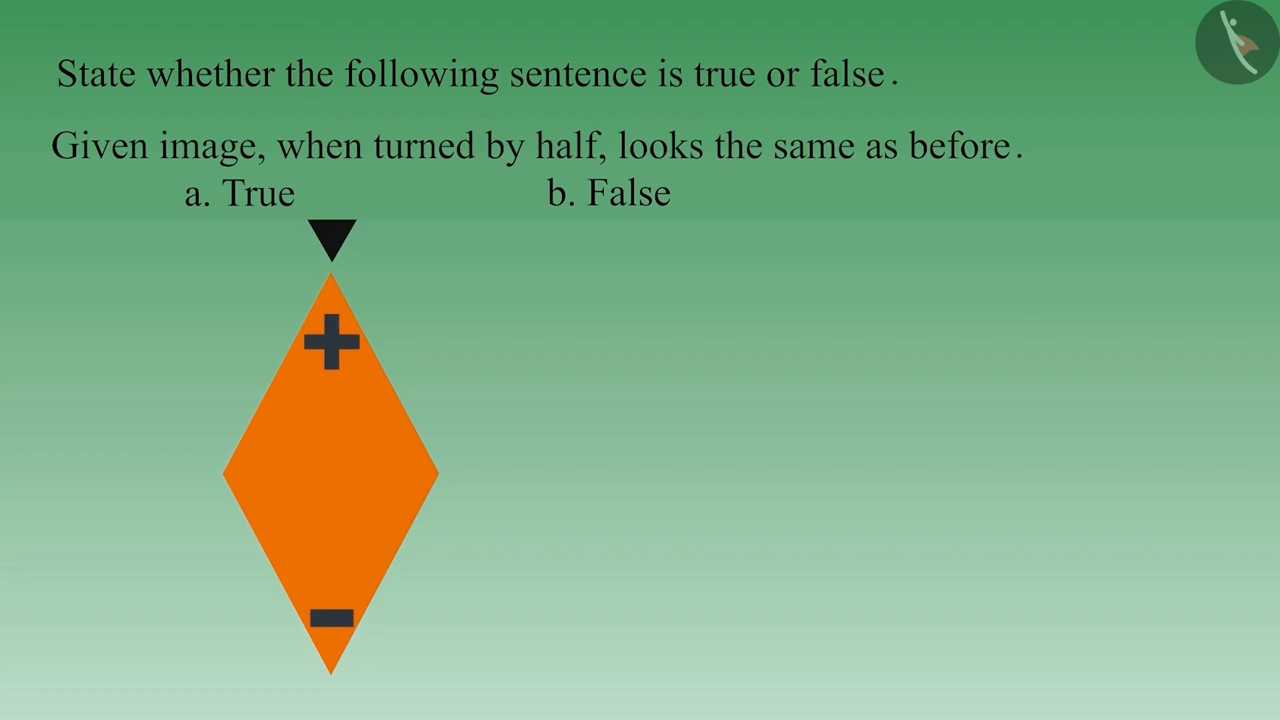 State whether the following sentence is true or false.
Given image, when turned by half, looks the same as before.
a. True b. False
+
-